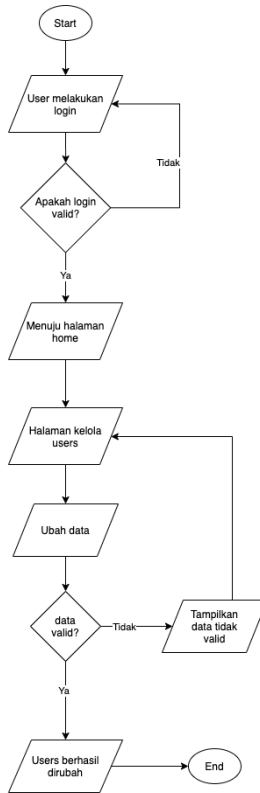 Start
User melakukan
login
Tidak
Apakah login
valid?
Ya
Menuju halaman
home
Halaman kelola
users
Ubah data
data
valid?
Tidak
Tampilkan
data tidak
valid
Ya
Users berhasil
dirubah
End